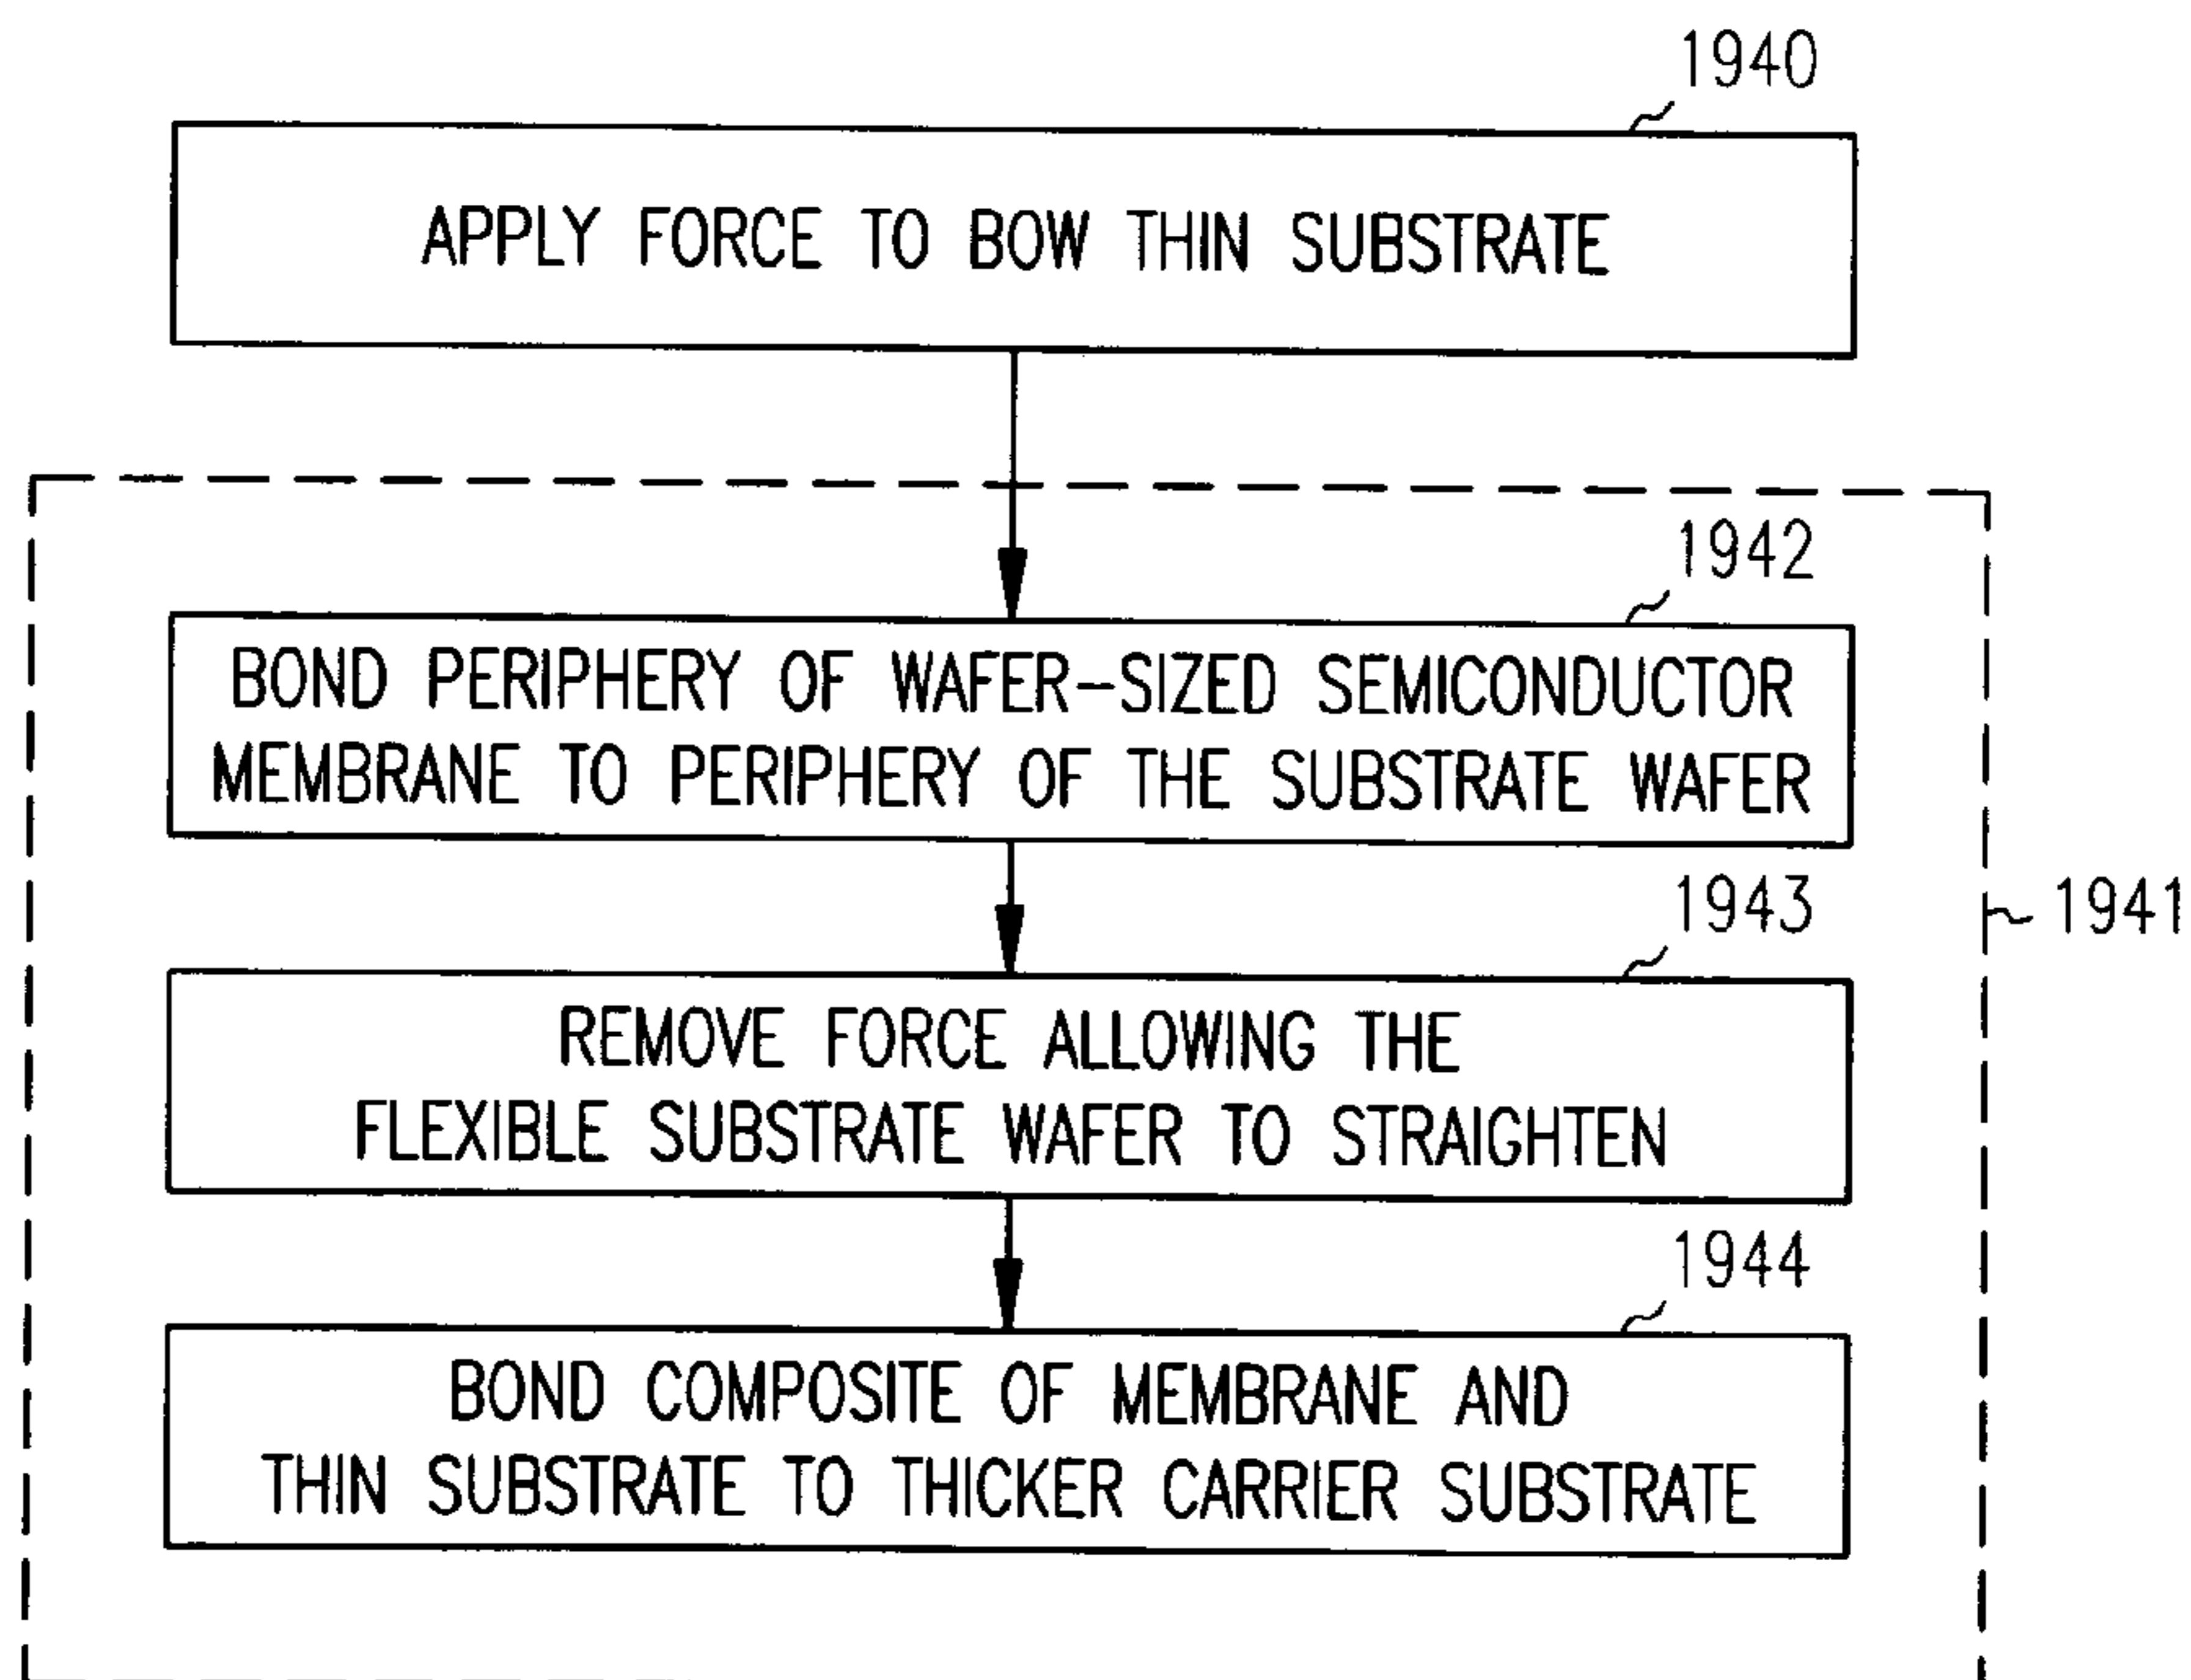 1940
APPLY FORCE TO BOW THIN SUBSTRATE
1942
BOND PERIPHERY OF WAFER-SIZED SEMICONDUCTOR
MEMBRANE TO PERIPHERY OF THE SUBSTRATE WAFER
1943
1941
REMOVE FORCE ALLOWING THE
FLEXIBLE SUBSTRATE WAFER TO STRAIGHTEN
1944
BOND COMPOSITE OF MEMBRANE AND
THIN SUBSTRATE TO THICKER CARRIER SUBSTRATE